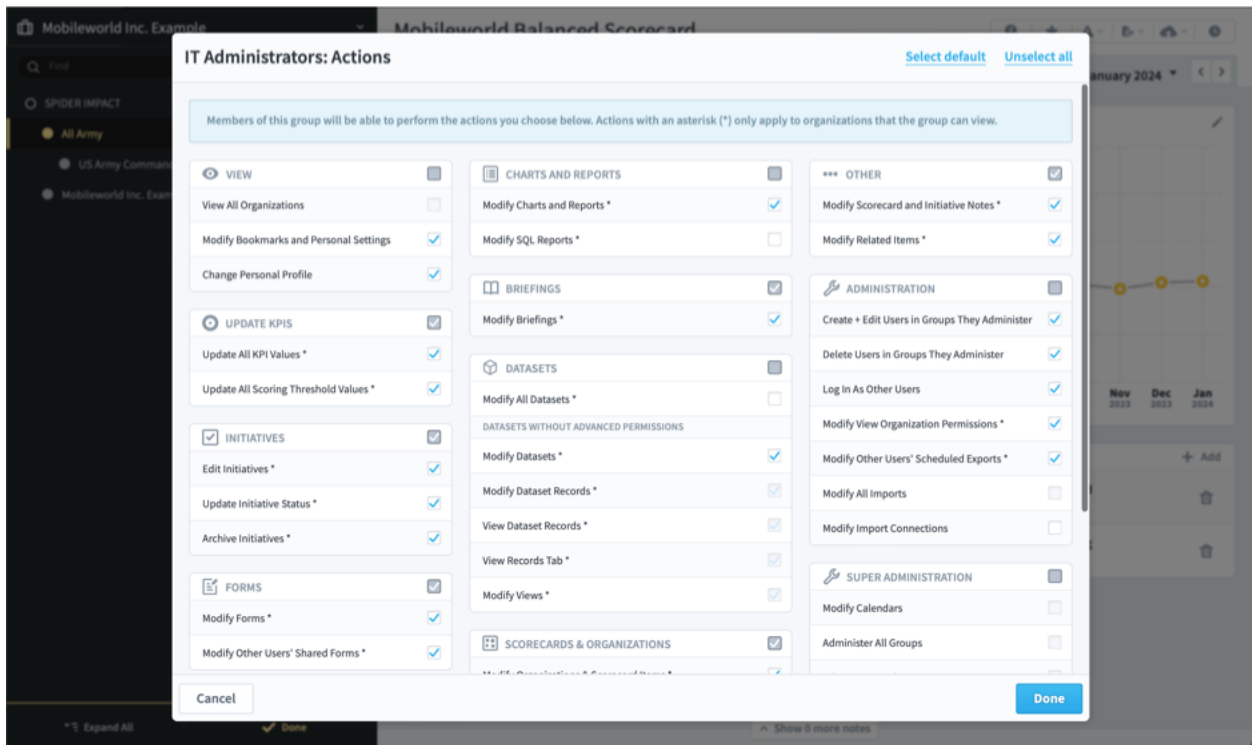 Mobileworld Inc. Example
Mobileworld Balanced Scorecard
Find
SPIDER IMPACT
All Army
US Army Comman
Mobileworld Inc. Exam
anuary 2024
IT Administrators: Actions
Select default
Unselect all
Members of this group will be able to perform the actions you choose below. Actions with an asterisk (*) only apply to organizations that the group can view.
VIEW
View All Organizations
Modify Bookmarks and Personal Settings
Change Personal Profile
UPDATE KPIS
Update All KPI Values *
Update All Scoring Threshold Values *
INITIATIVES
Edit Initiatives *
Update Initiative Status *
Archive Initiatives *
FORMS
Modify Forms *
Modify Other Users' Shared Forms *
CHARTS AND REPORTS
Modify Charts and Reports *
Modify SQL Reports *
BRIEFINGS
Modify Briefings *
DATASETS
Modify All Datasets *
DATASETS WITHOUT ADVANCED PERMISSIONS
Modify Datasets *
Modify Dataset Records *
View Dataset Records *
View Records Tab *
Modify Views *
SCORECARDS & ORGANIZATIONS
Modify Organizations & Scorecard Items *
OTHER
Modify Scorecard and Initiative Notes *
Modify Related Items *
ADMINISTRATION
Create + Edit Users in Groups They Administer
Delete Users in Groups They Administer
Log In As Other Users
Modify View Organization Permissions *
Modify Other Users' Scheduled Exports *
Modify All Imports
Modify Import Connections
SUPER ADMINISTRATION
Modify Calendars
Administer All Groups
Cancel
Done
Nov Dec Jan
2023 2023 2024
+ Add
Expand All
Done
Show 0 more notes